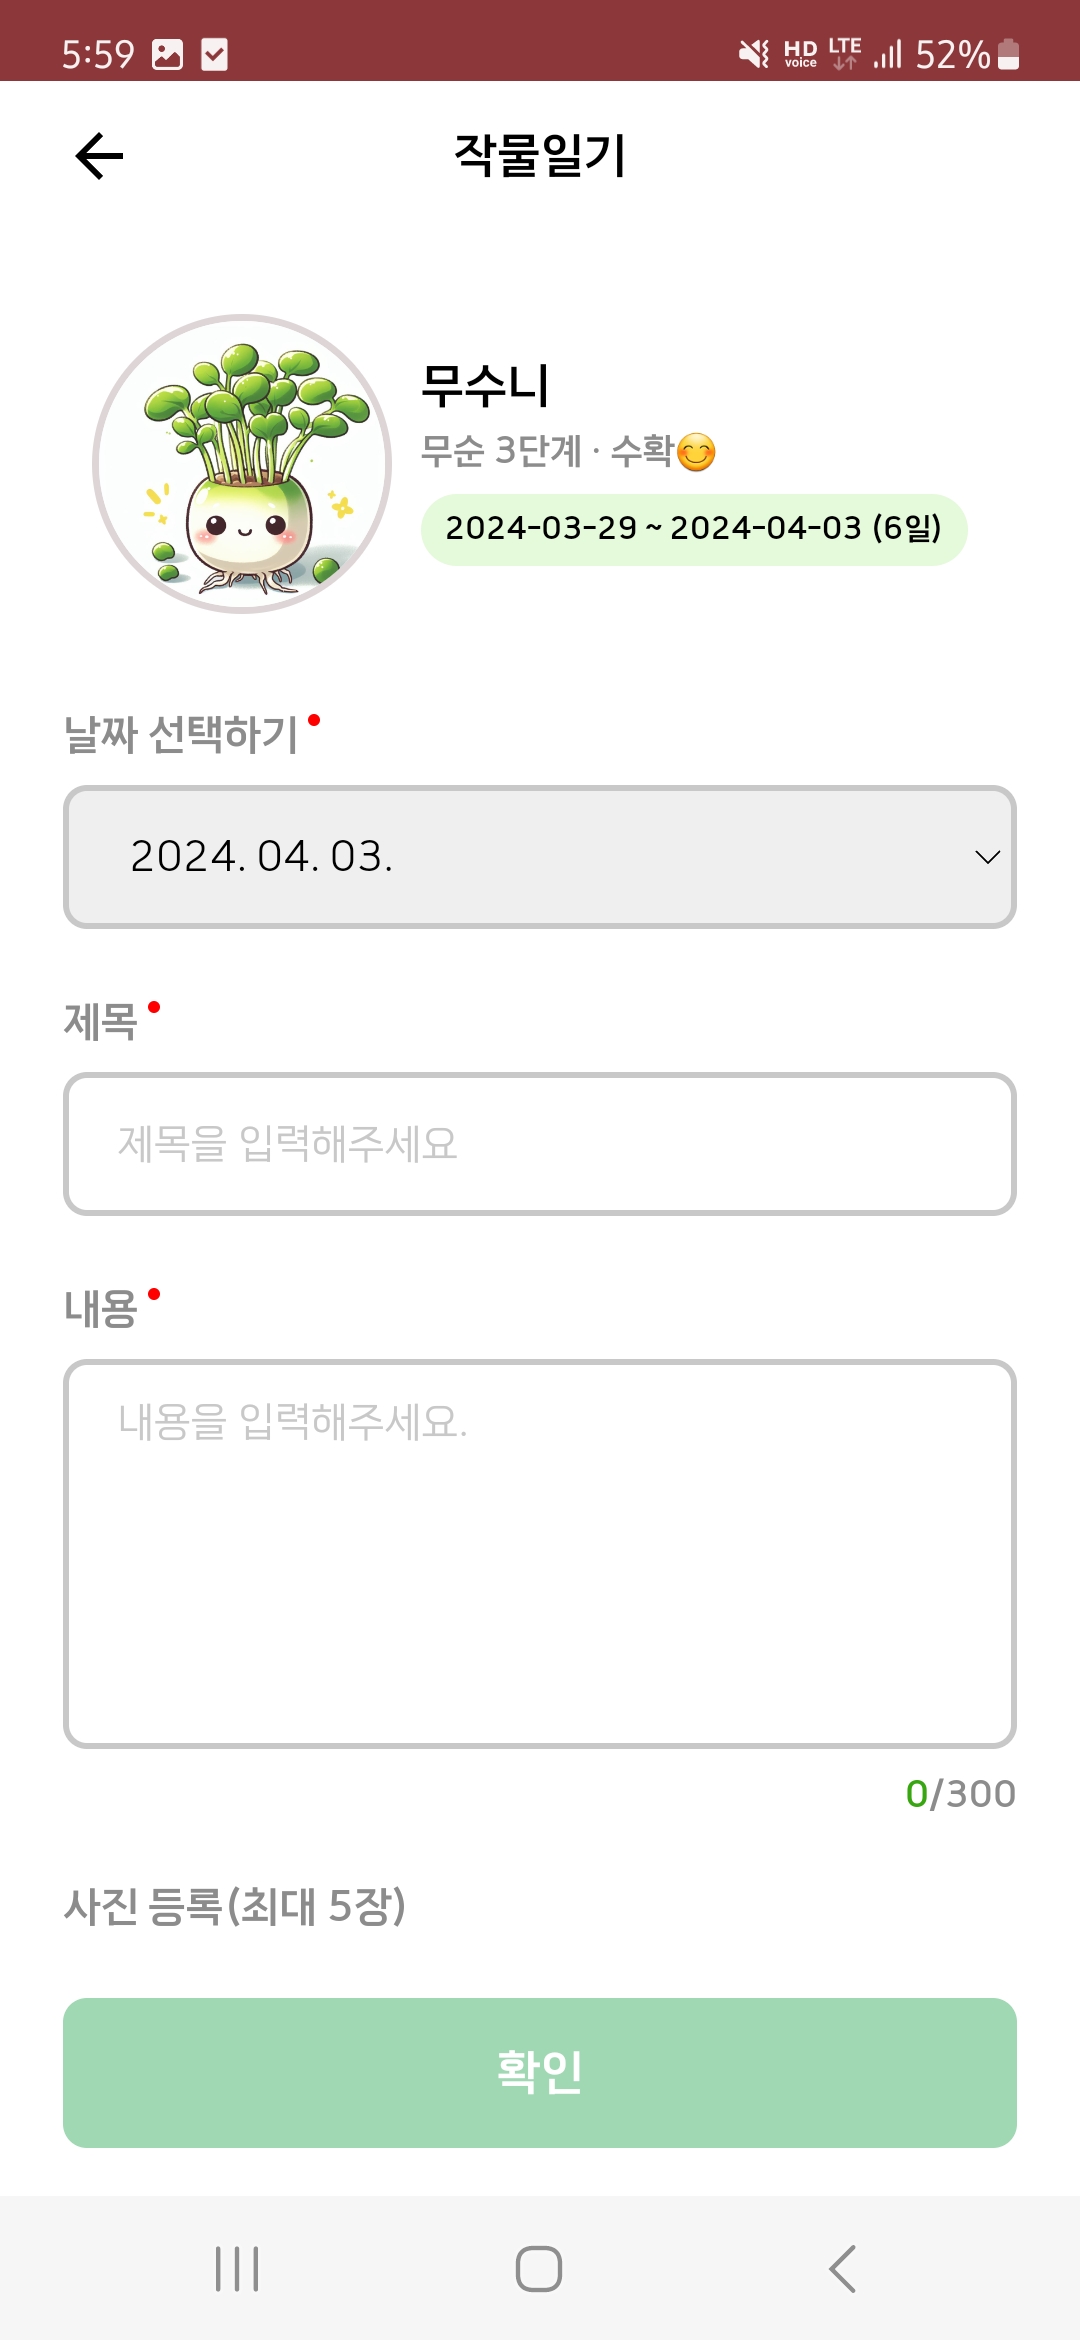 5:59 HD voice LTE 52%
작물일기
무수니
무순 3단계 · 수확😊
2024-03-29 ~ 2024-04-03 (6일)
날짜 선택하기
2024. 04. 03.
제목
제목을 입력해주세요
내용
내용을 입력해주세요.
0/300
사진 등록(최대 5장)
확인